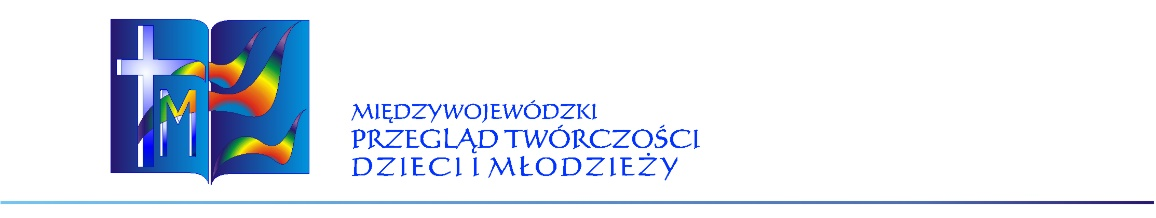 M
MIĘDZYWOJEWÓDZKI
PRZEGLĄD TWÓRCZOŚCI
DZIECI I MŁODZIEŻY